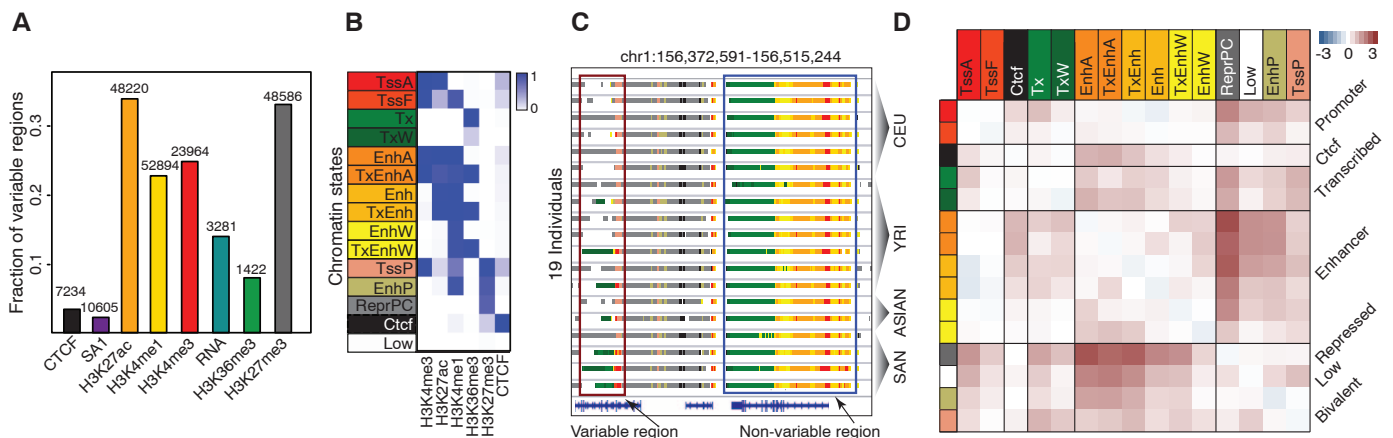 A
Fraction of variable regions
0.3
0.2
0.1
7234
10605
48220
52894
23964
3281
1422
48586
CTCF
SA1
H3K27ac
H3K4me1
H3K4me3
RNA
H3K36me3
H3K27me3
B
Chromatin states
TssA
TssF
Tx
TxW
EnhA
TxEnhA
Enh
TxEnh
EnhW
TxEnhW
TssP
EnhP
ReprPC
Ctcf
Low
1
0
H3K4me3
H3K27ac
H3K4me1
H3K36me3
H3K27me3
CTCF
C
chr1:156,372,591-156,515,244
19 Individuals
CEU
YRI
ASIAN
SAN
Variable region
Non-variable region
D
TssA
TssF
Ctcf
Tx
TxW
EnhA
TxEnhA
TxEnh
Enh
TxEnhW
EnhW
ReprPC
Low
EnhP
TssP
-3 0 3
Promoter
Ctcf
Transcribed
Enhancer
Repressed
Low
Bivalent